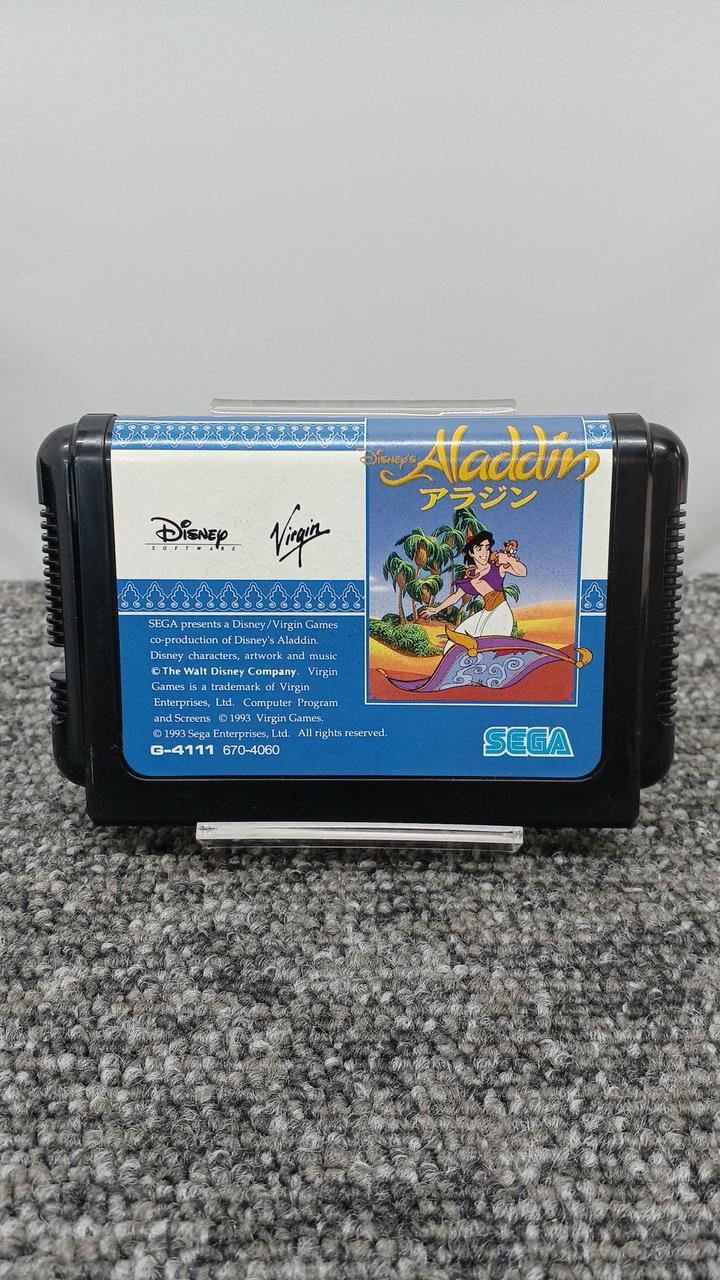 Disney's Aladdin
アラジン
Disney
SOFTWARE
Virgin
SEGA presents a Disney/Virgin Games
co-production of Disney's Aladdin.
Disney characters, artwork and music
© The Walt Disney Company. Virgin
Games is a trademark of Virgin
Enterprises, Ltd. Computer Program
and Screens © 1993 Virgin Games.
© 1993 Sega Enterprises, Ltd. All rights reserved.
G-4111 670-4060
SEGA